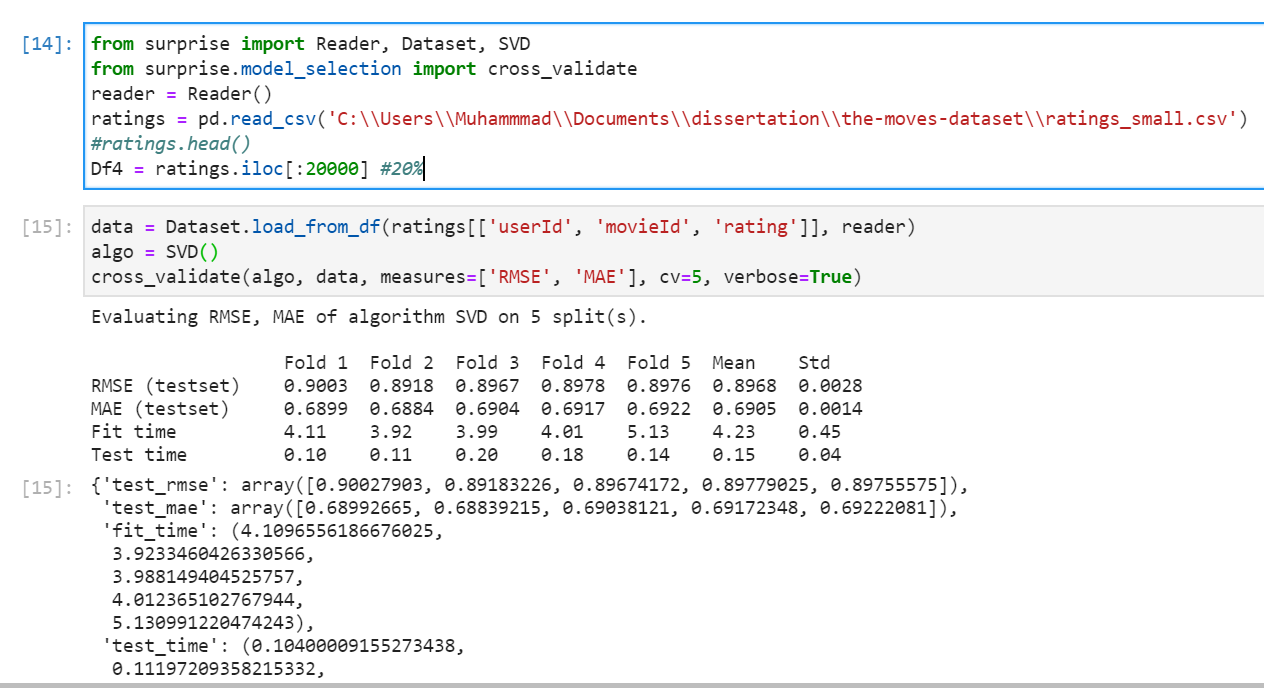 [14]: from surprise import Reader, Dataset, SVD
from surprise.model_selection import cross_validate
reader = Reader()
ratings = pd.read_csv('C:\\Users\\Muhammmad\\Documents\\dissertation\\the-moves-dataset\\ratings_small.csv')
#ratings.head()
Df4 = ratings.iloc[:20000] #20%
[15]: data = Dataset.load_from_df(ratings[['userId', 'movieId', 'rating']], reader)
algo = SVD()
cross_validate(algo, data, measures=['RMSE', 'MAE'], cv=5, verbose=True)
Evaluating RMSE, MAE of algorithm SVD on 5 split(s).
Fold 1 Fold 2 Fold 3 Fold 4 Fold 5 Mean Std
RMSE (testset) 0.9003 0.8918 0.8967 0.8978 0.8976 0.8968 0.0028
MAE (testset) 0.6899 0.6884 0.6904 0.6917 0.6922 0.6905 0.0014
Fit time 4.11 3.92 3.99 4.01 5.13 4.23 0.45
Test time 0.10 0.11 0.20 0.18 0.14 0.15 0.04
[15]: {'test_rmse': array([0.90027903, 0.89183226, 0.89674172, 0.89779025, 0.89755575]),
'test_mae': array([0.68992665, 0.68839215, 0.69038121, 0.69172348, 0.69222081]),
'fit_time': (4.1096556186676025,
3.9233460426330566,
3.988149404525757,
4.012365102767944,
5.130991220474243),
'test_time': (0.10400009155273438,
0.11197209358215332,